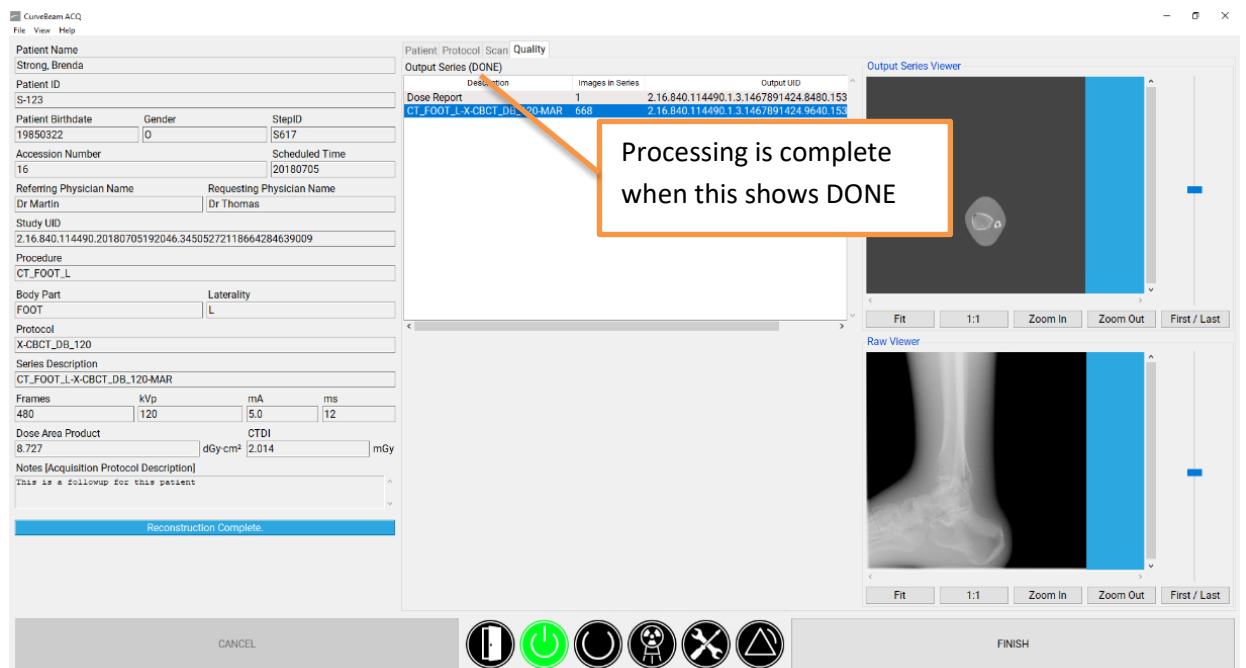 CurveBeam ACQ
File View Help
Patient Name
Strong, Brenda
Patient ID
S-123
Patient Birthdate Gender StepID
19850322 O S617
Accession Number Scheduled Time
16 20180705
Referring Physician Name Requesting Physician Name
Dr Martin Dr Thomas
Study UID
2.16.840.114490.20180705192046.34505272118664284639009
Procedure
CT_FOOT_L
Body Part Laterality
FOOT L
Protocol
X-CBCT_DB_120
Series Description
CT_FOOT_L-X-CBCT_DB_120-MAR
Frames kVp mA ms
480 120 5.0 12
Dose Area Product CTDI
8.727 dGy·cm² 2.014 mGy
Notes [Acquisition Protocol Description]
This is a followup for this patient
Reconstruction Complete.
Patient Protocol Scan Quality
Output Series (DONE)
Images in Series Output UID
Dose Report 1 2.16.840.114490.1.3.1467891424.8480.153
668 2.16.840.114490.1.3.1467891424.9640.153
Processing is complete
when this shows DONE
Output Series Viewer
Fit 1:1 Zoom In Zoom Out First / Last
Raw Viewer
Fit 1:1 Zoom In Zoom Out First / Last
CANCEL
FINISH